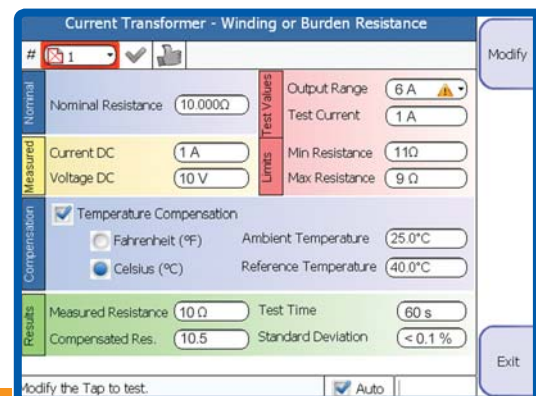 Current Transformer - Winding or Burden Resistance
# 1
Modify
Nominal
Nominal Resistance 10.000Ω
Test Values
Output Range 6 A
Test Current 1 A
Measured
Current DC 1 A
Voltage DC 10 V
Limits
Min Resistance 11Ω
Max Resistance 9 Ω
Compensation
Temperature Compensation
Fahrenheit (ºF)
Celsius (ºC)
Ambient Temperature 25.0°C
Reference Temperature 40.0°C
Results
Measured Resistance 10 Ω
Compensated Res. 10.5
Test Time 60 s
Standard Deviation < 0.1 %
Exit
Modify the Tap to test.
Auto